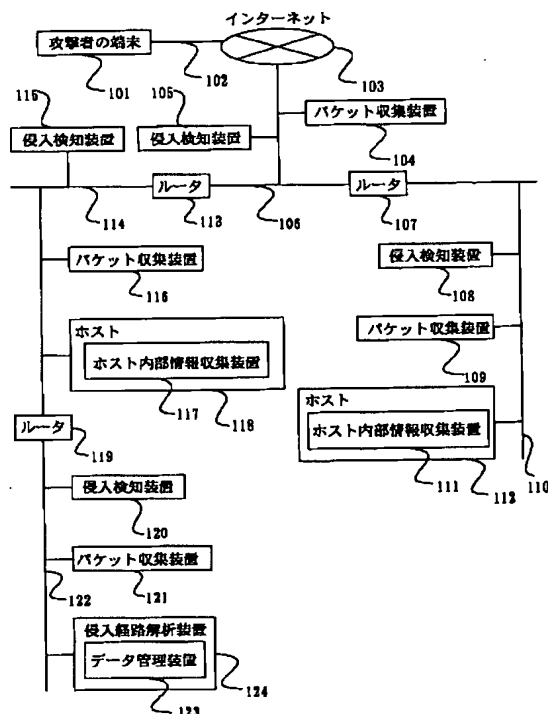 インターネット
攻撃者の端末
101
102
103
115
侵入検知装置
105
侵入検知装置
パケット収集装置
104
ルータ
113
114
106
ルータ
107
パケット収集装置
116
侵入検知装置
108
パケット収集装置
109
ホスト
ホスト内部情報収集装置
117
118
ホスト
ホスト内部情報収集装置
111
112
110
ルータ
119
侵入検知装置
120
パケット収集装置
121
122
侵入経路解析装置
データ管理装置
123
124